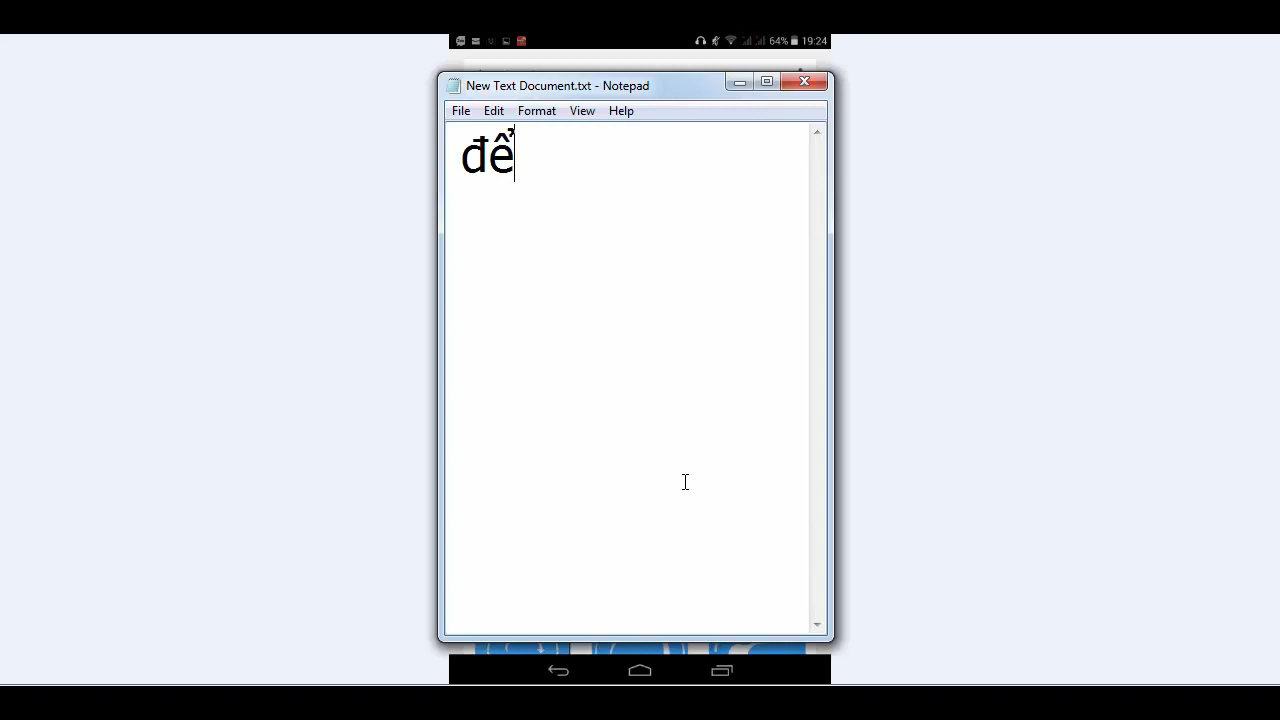 64% 19:24
New Text Document.txt - Notepad
File Edit Format View Help
để